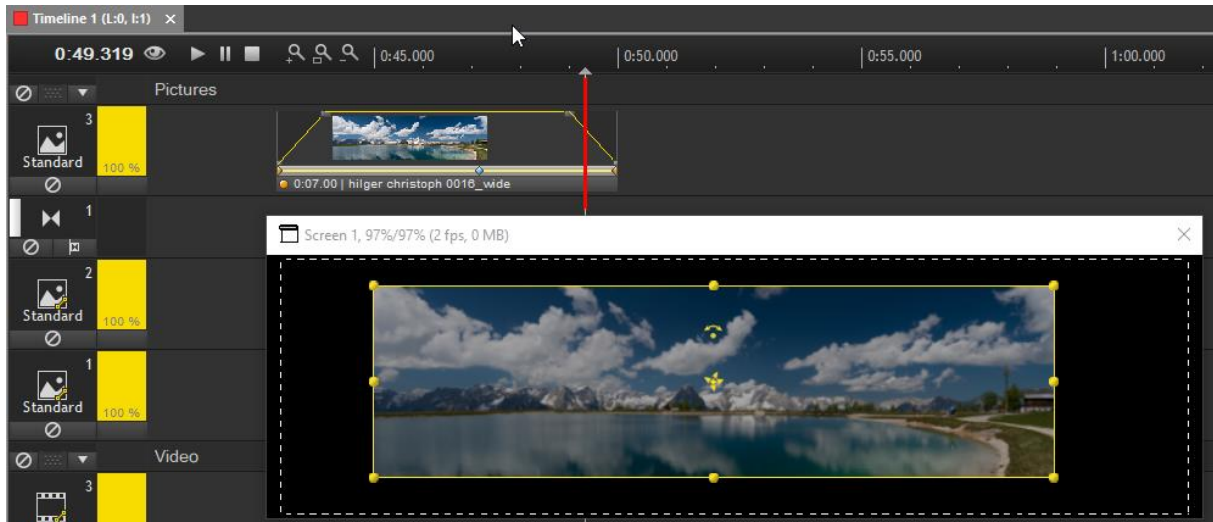 Timeline 1 (L:0, I:1)
0:49.319
0:45.000
0:50.000
0:55.000
1:00.000
Pictures
3
Standard
100 %
0:07.00 | hilger christoph 0016_wide
1
Screen 1, 97%/97% (2 fps, 0 MB)
2
Standard
100 %
1
Standard
100 %
Video
3